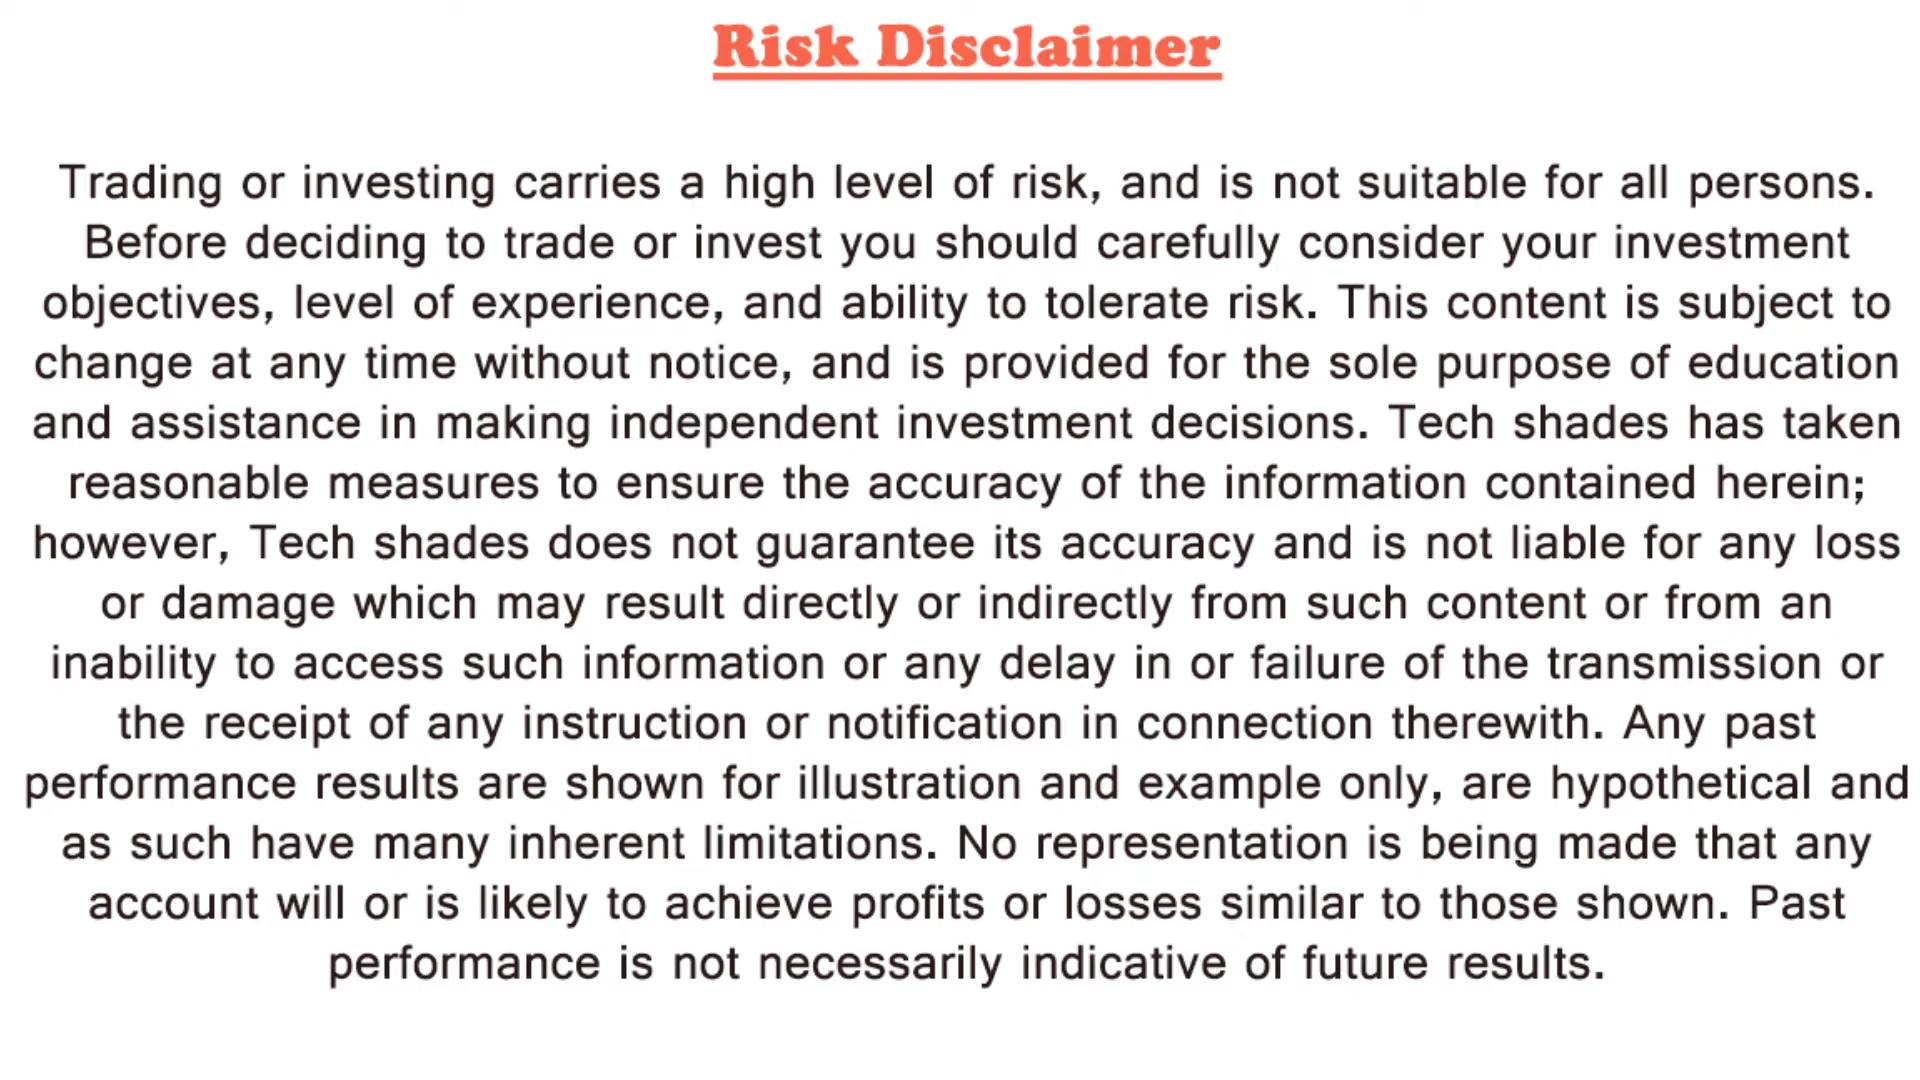 Risk Disclaimer
Trading or investing carries a high level of risk, and is not suitable for all persons.
Before deciding to trade or invest you should carefully consider your investment
objectives, level of experience, and ability to tolerate risk. This content is subject to
change at any time without notice, and is provided for the sole purpose of education
and assistance in making independent investment decisions. Tech shades has taken
reasonable measures to ensure the accuracy of the information contained herein;
however, Tech shades does not guarantee its accuracy and is not liable for any loss
or damage which may result directly or indirectly from such content or from an
inability to access such information or any delay in or failure of the transmission or
the receipt of any instruction or notification in connection therewith. Any past
performance results are shown for illustration and example only, are hypothetical and
as such have many inherent limitations. No representation is being made that any
account will or is likely to achieve profits or losses similar to those shown. Past
performance is not necessarily indicative of future results.